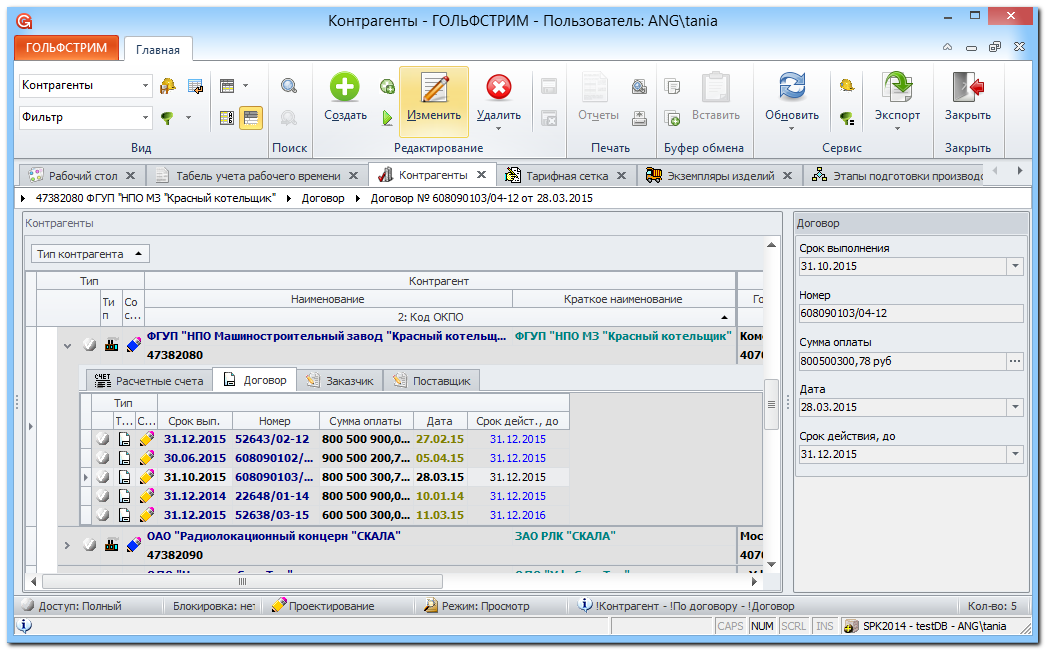 Контрагенты - ГОЛЬФСТРИМ - Пользователь: ANG\tania
ГОЛЬФСТРИМ Главная
Контрагенты
Фильтр
Вид
Поиск
Создать Изменить Удалить
Редактирование
Отчеты
Печать
Вставить
Буфер обмена
Обновить Экспорт
Сервис
Закрыть
Закрыть
Рабочий стол Табель учета рабочего времени Контрагенты Тарифная сетка Экземпляры изделий Этапы подготовки производс
47382080 ФГУП "НПО МЗ "Красный котельщик" Договор Договор № 608090103/04-12 от 28.03.2015
Контрагенты
Тип контрагента
Тип Контрагент
Ти п Со с... Наименование Краткое наименование Го
2: Код ОКПО
ФГУП "НПО Машиностроительный завод "Красный котельщ... ФГУП "НПО МЗ "Красный котельщик" Ком
47382080 407
СЧЕТ Расчетные счета Договор Заказчик Поставщик
Тип
Т... С... Срок вып. Номер Сумма оплаты Дата Срок дейст., до
31.12.2015 52643/02-12 800 500 900,0... 27.02.15 31.12.2015
30.06.2015 608090102/... 900 500 200,7... 05.04.15 31.12.2015
31.10.2015 608090103/... 800 500 300,7... 28.03.15 31.12.2015
31.12.2014 22648/01-14 800 500 900,0... 10.01.14 31.12.2015
31.12.2015 52638/03-15 600 500 300,0... 11.03.15 31.12.2016
ОАО "Радиолокационный концерн "СКАЛА" ЗАО РЛК "СКАЛА" Мос
47382090 407
Договор
Срок выполнения
31.10.2015
Номер
608090103/04-12
Сумма оплаты
800500300,78 руб
Дата
28.03.2015
Срок действия, до
31.12.2015
Доступ: Полный Блокировка: нет Проектирование Режим: Просмотр !Контрагент - !По договору - !Договор Кол-во: 5
CAPS NUM SCRL INS SPK2014 - testDB - ANG\tania